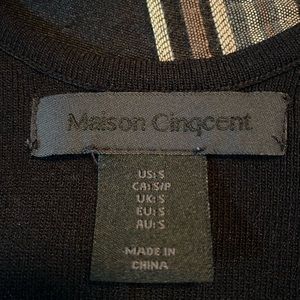 Maison Cinqcent
US: S
CA: S/P
UK: S
EU: S
AU: S
MADE IN
CHINA